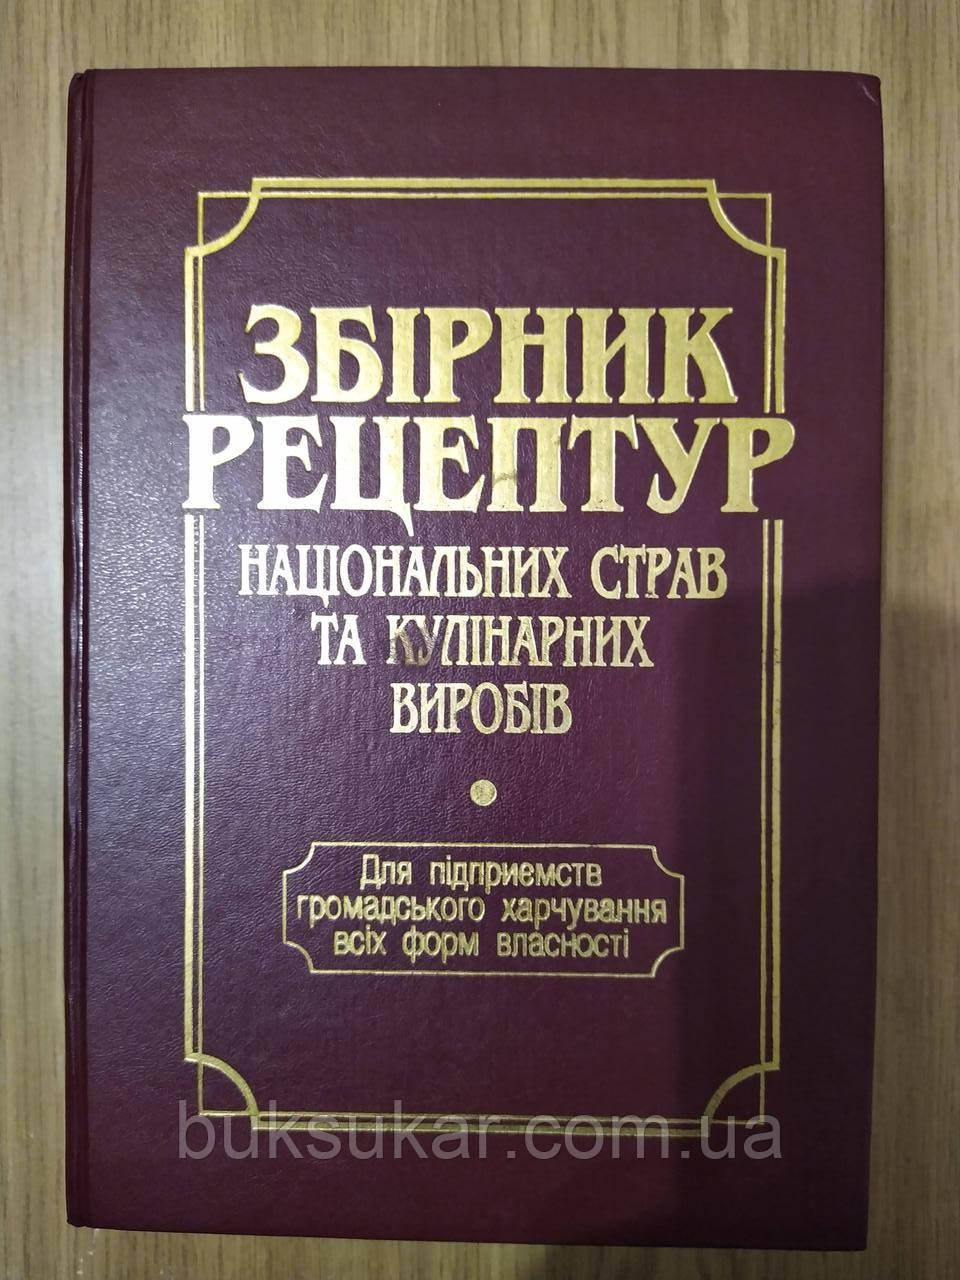 ЗБІРНИК
РЕЦЕПТУР
НАЦІОНАЛЬНИХ СТРАВ
ТА КУЛІНАРНИХ
ВИРОБІВ
Для підприємств
громадського харчування
всіх форм власності
buksukar.com.ua